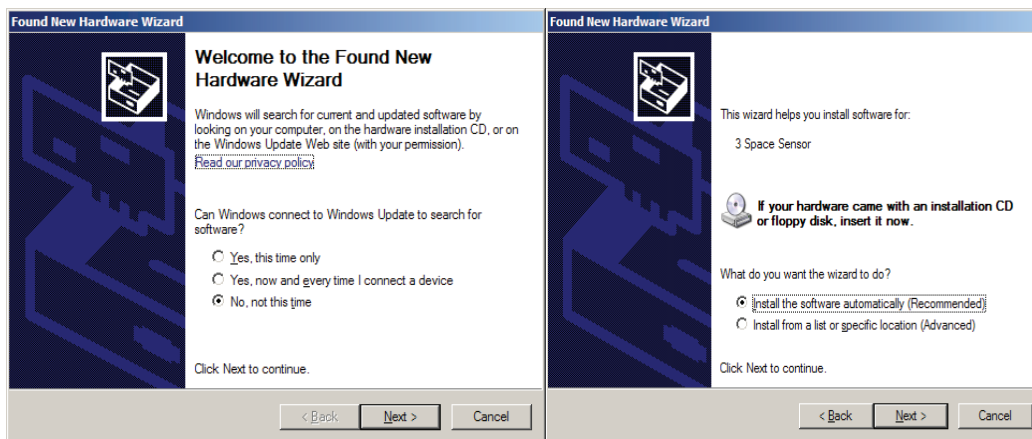 Found New Hardware Wizard
Welcome to the Found New
Hardware Wizard
Windows will search for current and updated software by
looking on your computer, on the hardware installation CD, or on
the Windows Update Web site (with your permission).
Read our privacy policy
Can Windows connect to Windows Update to search for
software?
Yes, this time only
Yes, now and every time I connect a device
No, not this time
Click Next to continue.
< Back
Next >
Cancel
Found New Hardware Wizard
This wizard helps you install software for:
3 Space Sensor
If your hardware came with an installation CD
or floppy disk, insert it now.
What do you want the wizard to do?
Install the software automatically (Recommended)
Install from a list or specific location (Advanced)
Click Next to continue.
< Back
Next >
Cancel